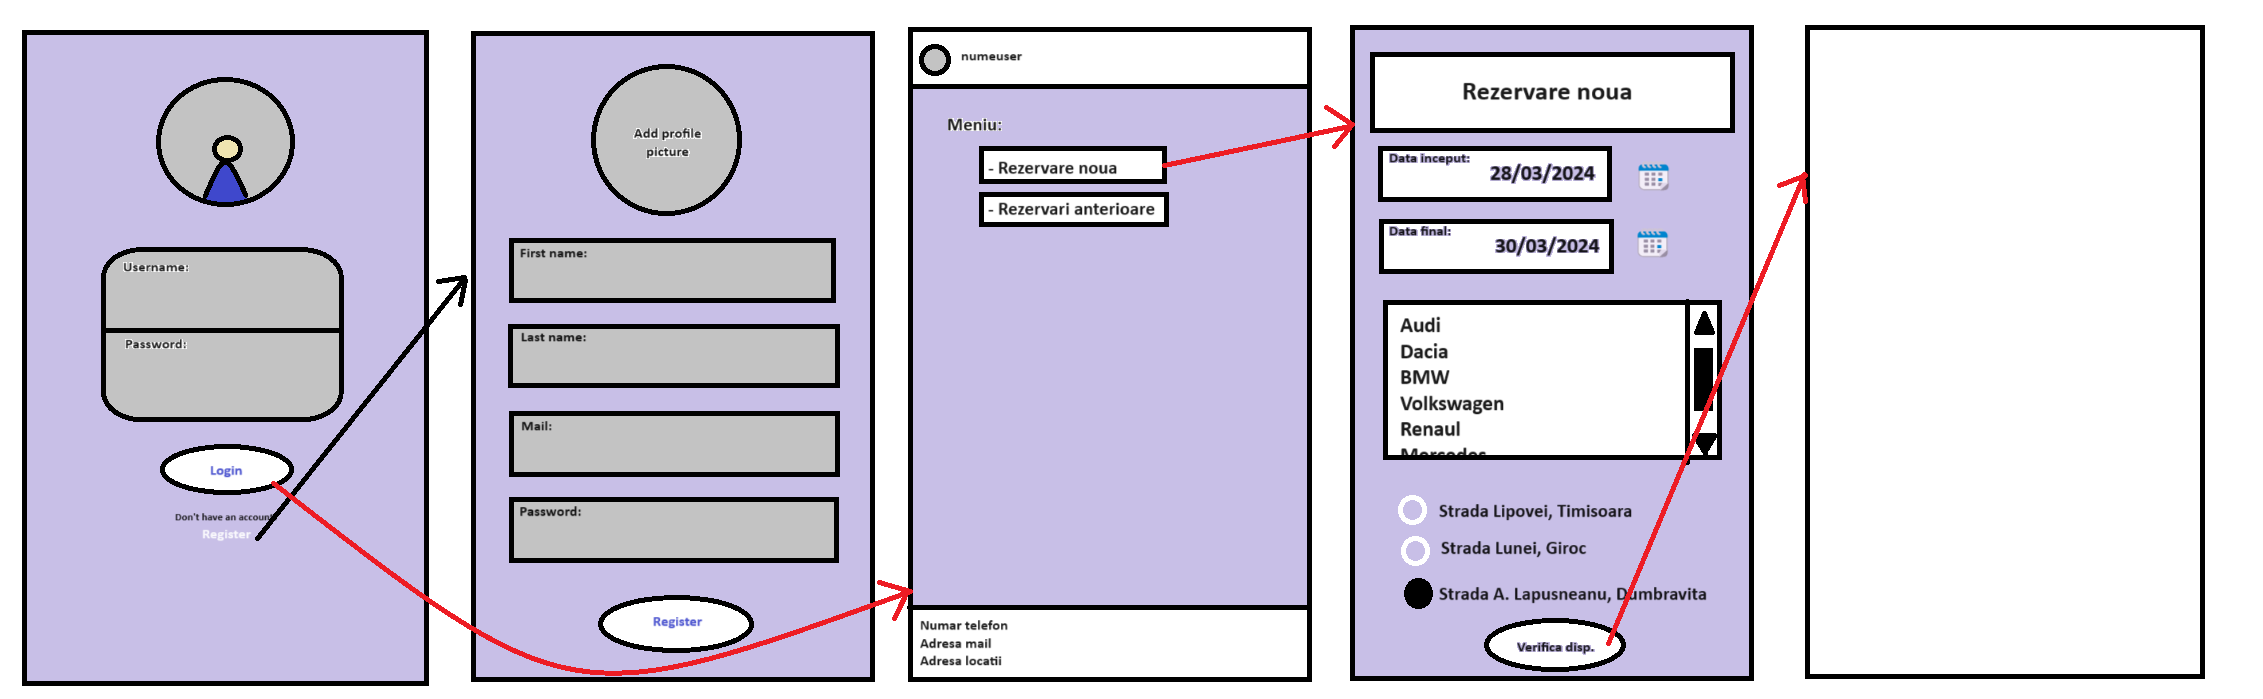 Username:
Password:
Login
Don't have an account
Register
Add profile
picture
First name:
Last name:
Mail:
Password:
Register
numeuser
Meniu:
- Rezervare noua
- Rezervari anterioare
Numar telefon
Adresa mail
Adresa locatii
Rezervare noua
Data inceput:
28/03/2024
Data final:
30/03/2024
Audi
Dacia
BMW
Volkswagen
Renaul
Mercedes
Strada Lipovei, Timisoara
Strada Lunei, Giroc
Strada A. Lapusneanu, Dumbravita
Verifica disp.